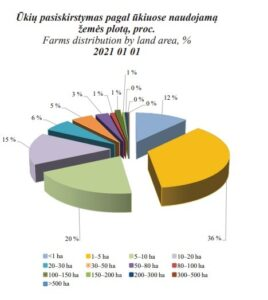 Ūkių pasiskirstymas pagal ūkiuose naudojamą
žemės plotą, proc.
Farms distribution by land area, %
2021 01 01
1 %
1 %
0 %
3 %
1 %
0 %
5 %
0 %
12 %
6 %
15 %
20 %
36 %
<1 ha
1–5 ha
5–10 ha
10–20 ha
20–30 ha
30–50 ha
50–80 ha
80–100 ha
100–150 ha
150–200 ha
200–300 ha
300–500 ha
>500 ha